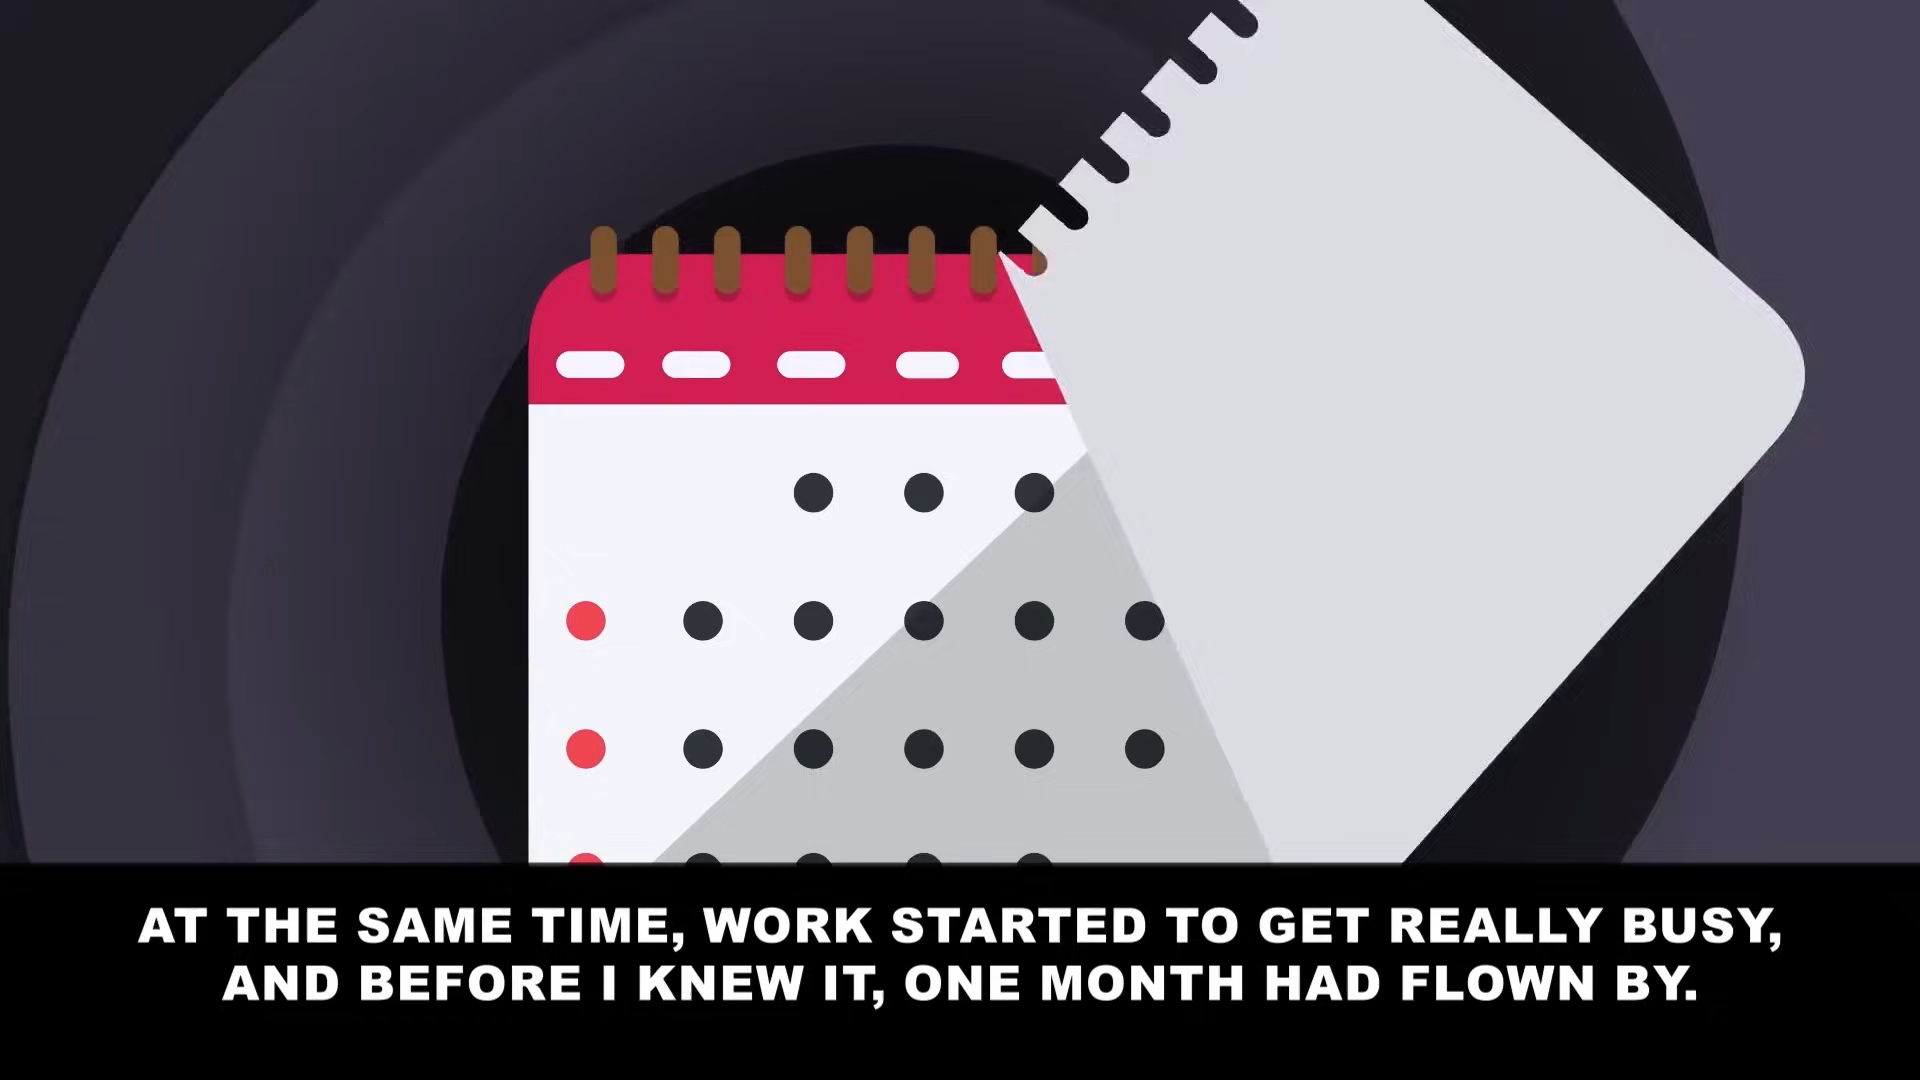 AT THE SAME TIME, WORK STARTED TO GET REALLY BUSY,
AND BEFORE I KNEW IT, ONE MONTH HAD FLOWN BY.